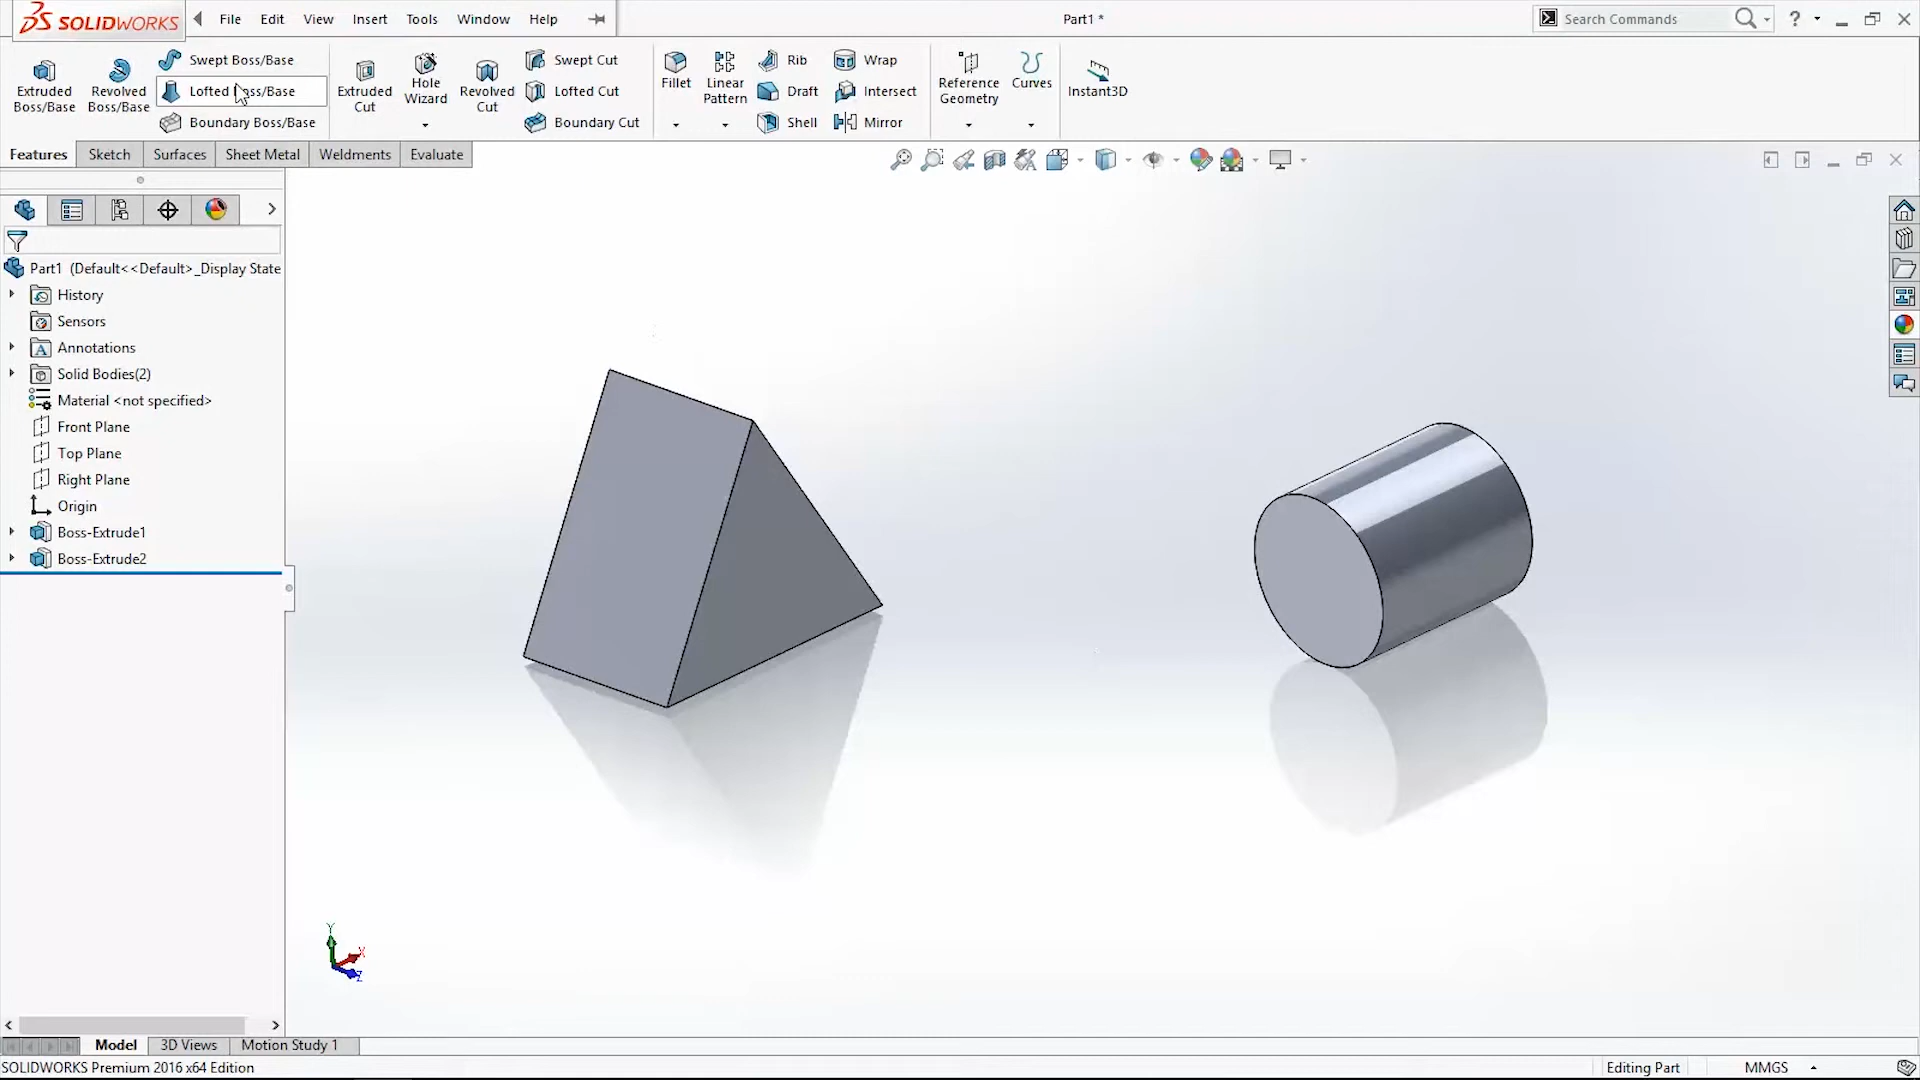 SOLIDWORKS File Edit View Insert Tools Window Help Part1 * Search Commands ?
Extruded Boss/Base
Revolved Boss/Base
Swept Boss/Base
Lofted Boss/Base
Boundary Boss/Base
Extruded Cut
Hole Wizard
Revolved Cut
Swept Cut
Lofted Cut
Boundary Cut
Fillet
Linear Pattern
Rib
Draft
Shell
Wrap
Intersect
Mirror
Reference Geometry
Curves
Instant3D
Features Sketch Surfaces Sheet Metal Weldments Evaluate
Part1 (Default<<Default>_Display State
History
Sensors
A Annotations
Solid Bodies(2)
Material <not specified>
Front Plane
Top Plane
Right Plane
Origin
Boss-Extrude1
Boss-Extrude2
Y
X
Z
Model 3D Views Motion Study 1
SOLIDWORKS Premium 2016 x64 Edition Editing Part MMGS